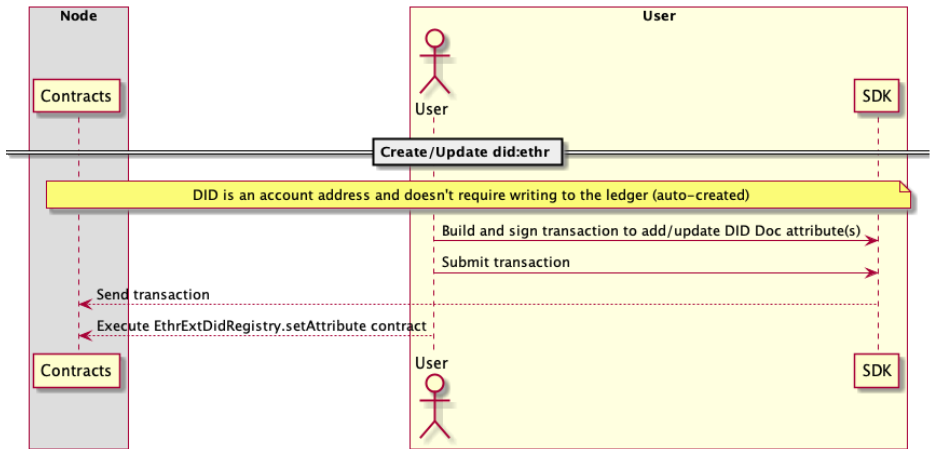 Node
User
User
Contracts
SDK
Create/Update did:ethr
DID is an account address and doesn't require writing to the ledger (auto-created)
Build and sign transaction to add/update DID Doc attribute(s)
Submit transaction
Send transaction
Execute EthrExtDidRegistry.setAttribute contract
User
Contracts
SDK